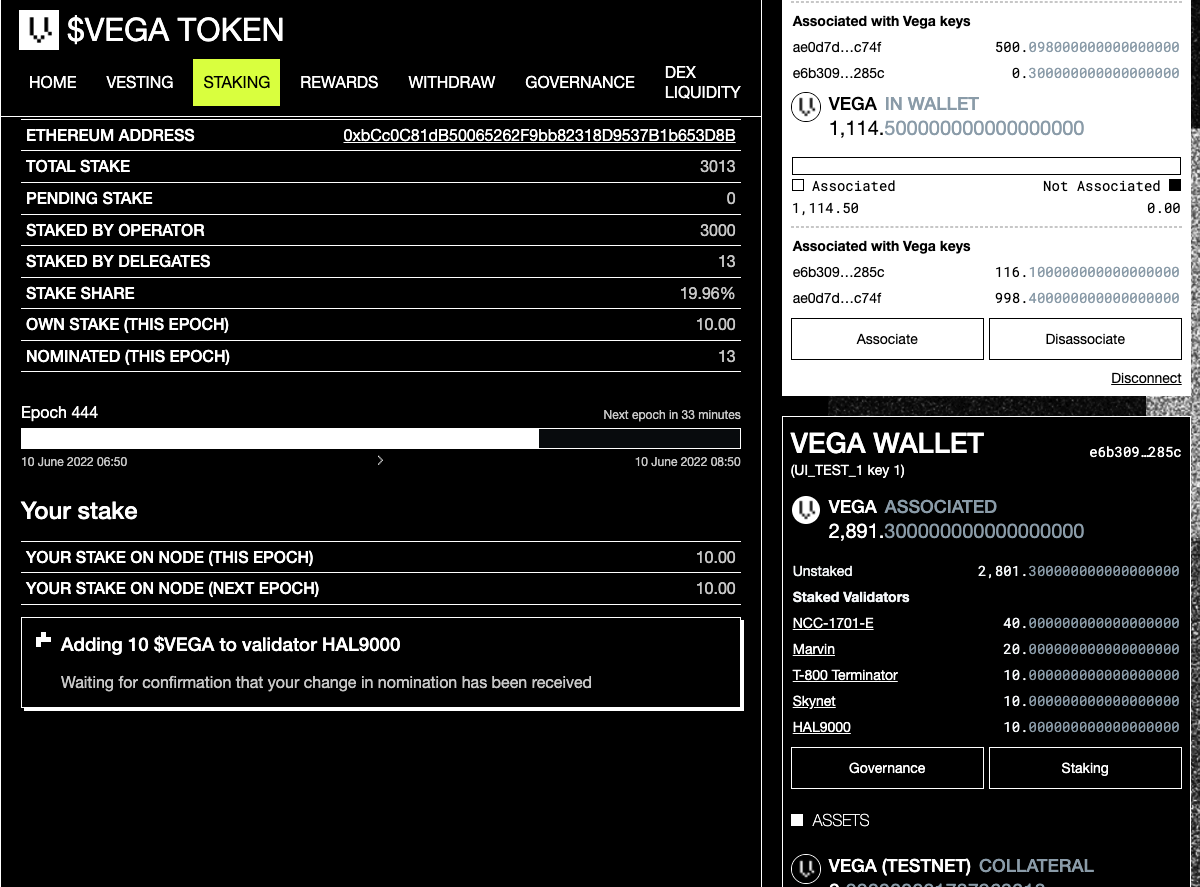 $VEGA TOKEN
HOME VESTING STAKING REWARDS WITHDRAW GOVERNANCE DEX LIQUIDITY
ETHEREUM ADDRESS 0xbCc0C81dB50065262F9bb82318D9537B1b653D8B
TOTAL STAKE 3013
PENDING STAKE 0
STAKED BY OPERATOR 3000
STAKED BY DELEGATES 13
STAKE SHARE 19.96%
OWN STAKE (THIS EPOCH) 10.00
NOMINATED (THIS EPOCH) 13
Epoch 444 Next epoch in 33 minutes
10 June 2022 06:50 10 June 2022 08:50
Your stake
YOUR STAKE ON NODE (THIS EPOCH) 10.00
YOUR STAKE ON NODE (NEXT EPOCH) 10.00
Adding 10 $VEGA to validator HAL9000
Waiting for confirmation that your change in nomination has been received
Associated with Vega keys
ae0d7d…c74f 500.098000000000000000
e6b309…285c 0.300000000000000000
VEGA IN WALLET
1,114.500000000000000000
Associated Not Associated
1,114.50 0.00
Associated with Vega keys
e6b309…285c 116.100000000000000000
ae0d7d…c74f 998.400000000000000000
Associate Disassociate
Disconnect
VEGA WALLET e6b309…285c
(UI_TEST_1 key 1)
VEGA ASSOCIATED
2,891.300000000000000000
Unstaked 2,801.300000000000000000
Staked Validators
NCC-1701-E 40.000000000000000000
Marvin 20.000000000000000000
T-800 Terminator 10.000000000000000000
Skynet 10.000000000000000000
HAL9000 10.000000000000000000
Governance Staking
ASSETS
VEGA (TESTNET) COLLATERAL